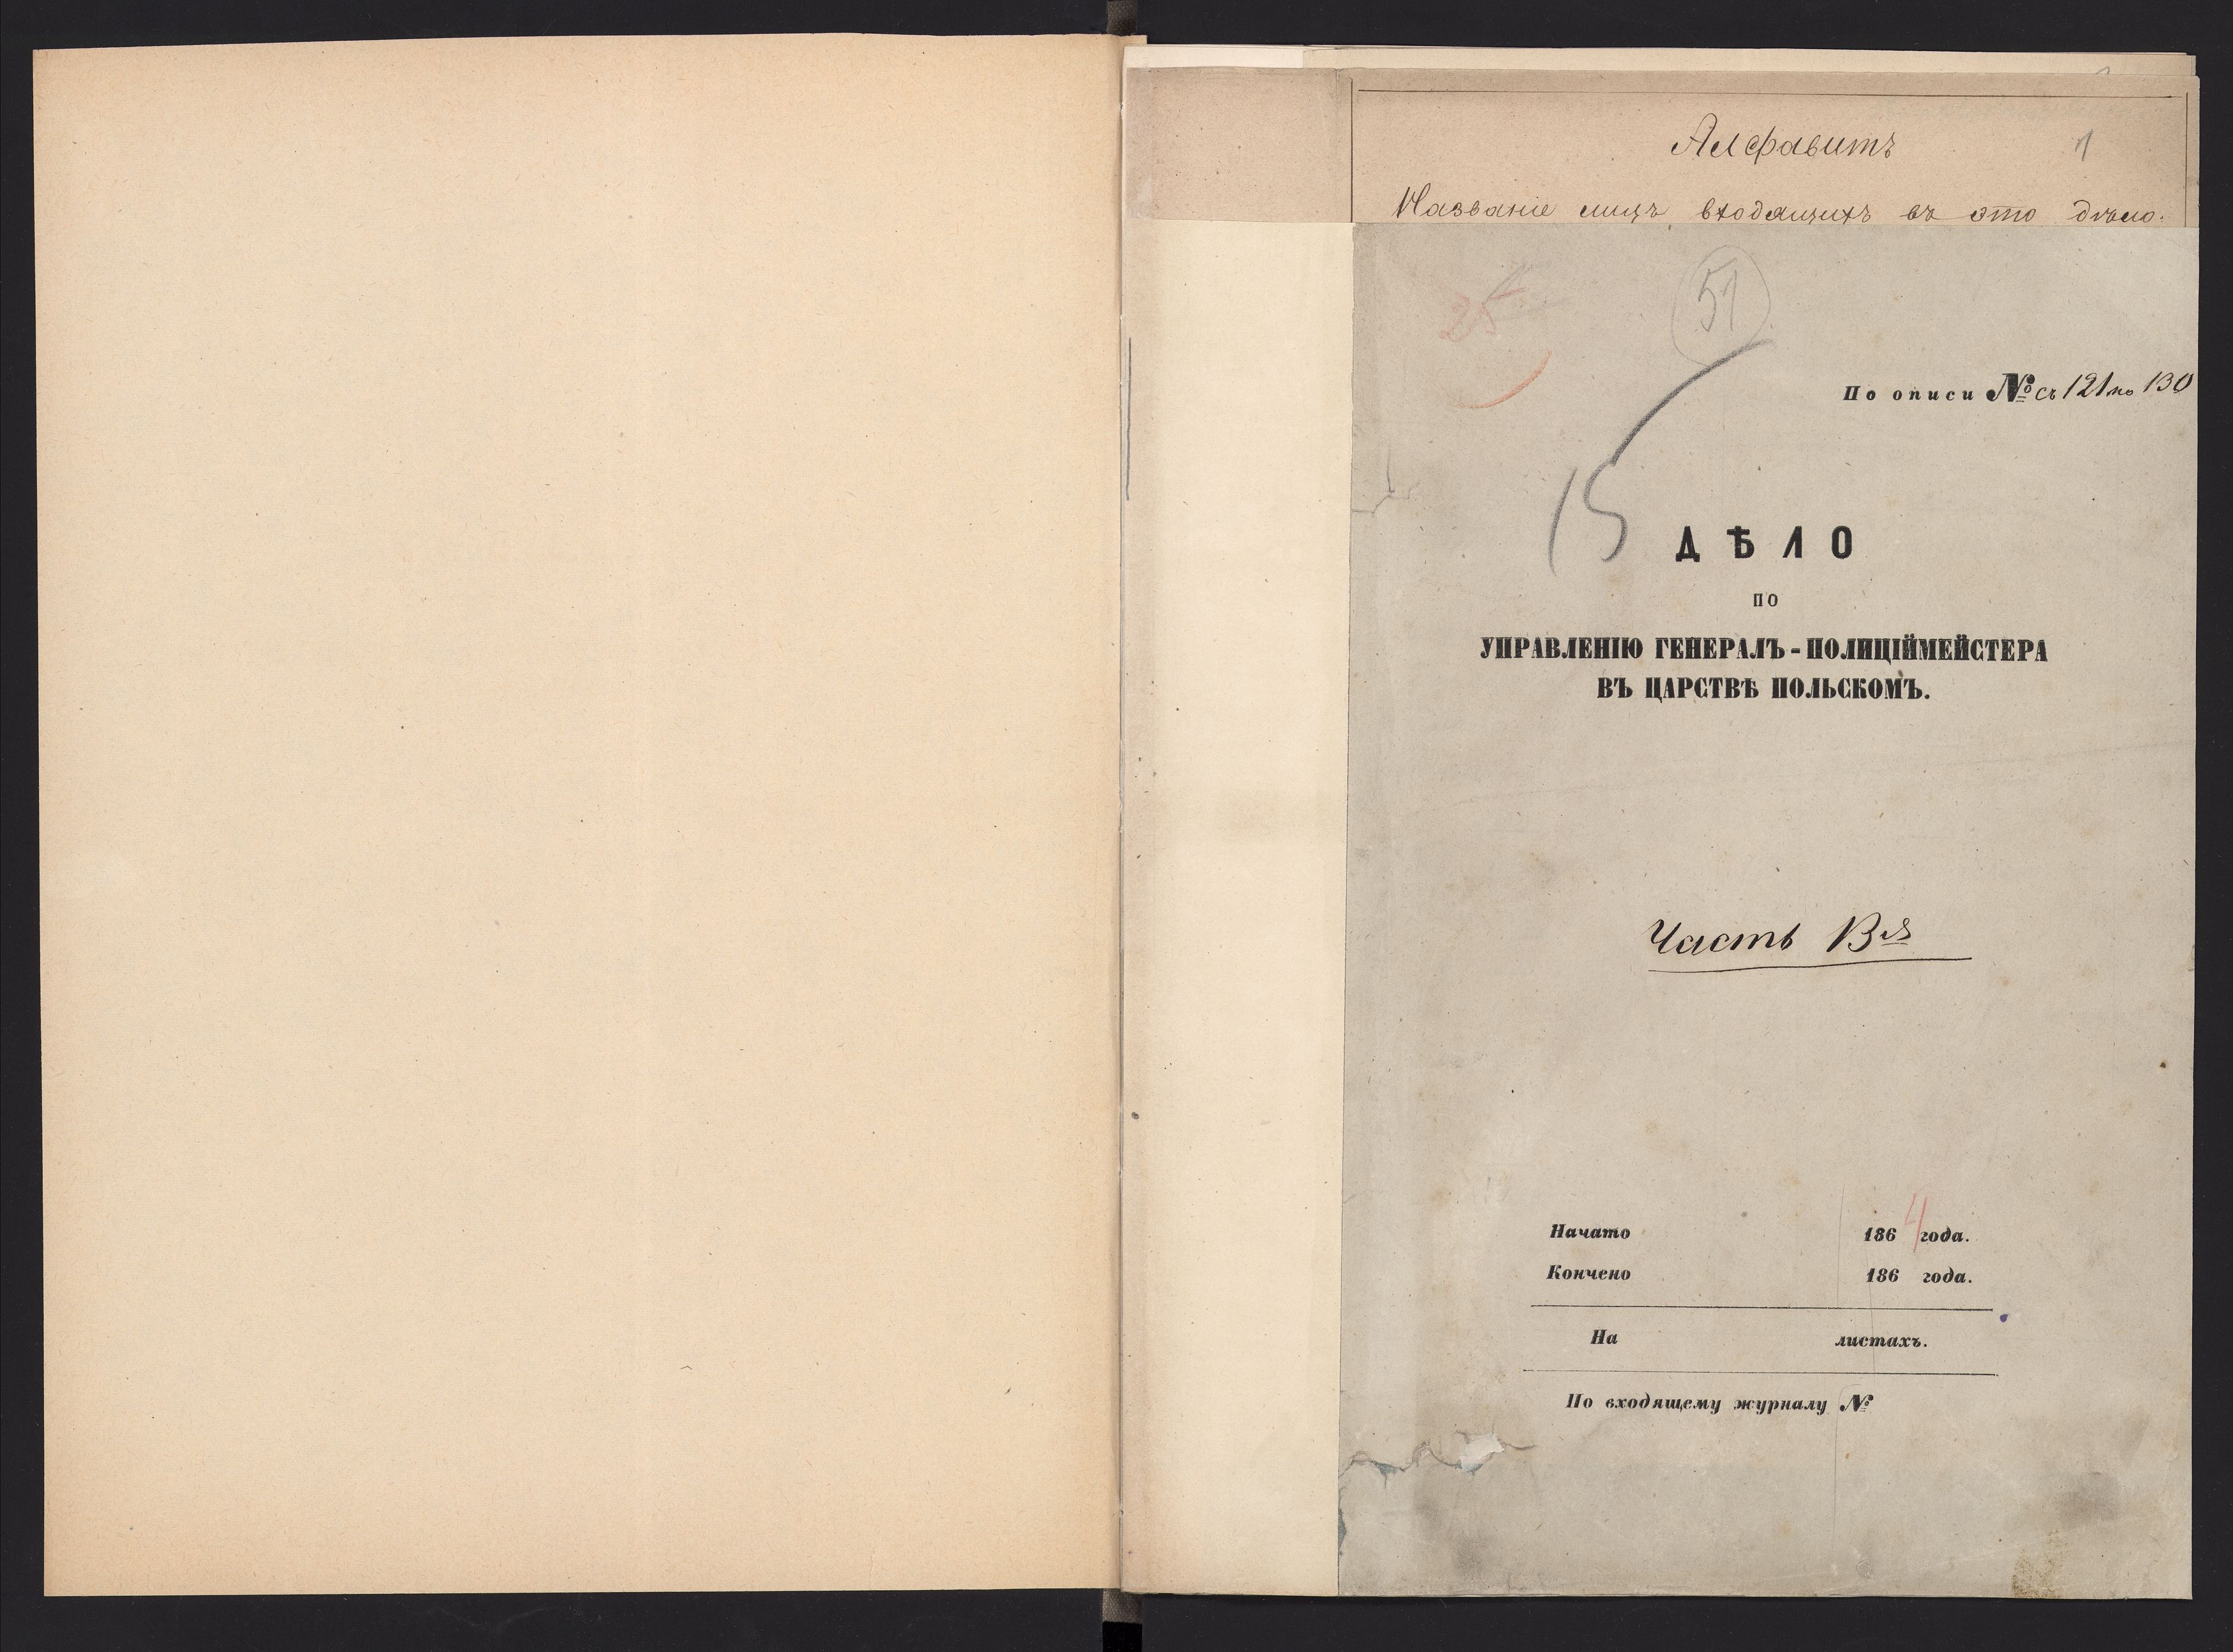 Алфавитъ
1
Названіе лицъ входящихъ въ это дѣло.
51
25
По описи № съ 121 по 130
15
ДѢЛО
ПО
УПРАВЛЕНІЮ ГЕНЕРАЛЪ-ПОЛИЦІЙМЕЙСТЕРА
ВЪ ЦАРСТВѢ ПОЛЬСКОМЪ.
Часть Вя
Начато 1864 года.
Кончено 186 года.
На листахъ.
По входящему журналу №